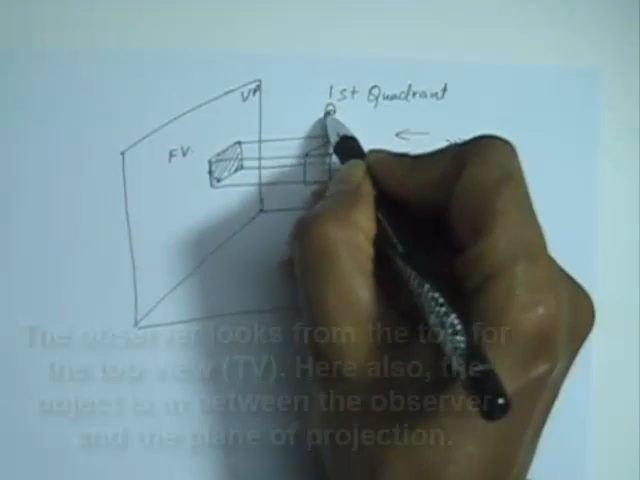 1st Quadrant
VP
FV
The observer looks from the top for
the top view (TV). Here also, the
object is in between the observer
and the plane of projection.